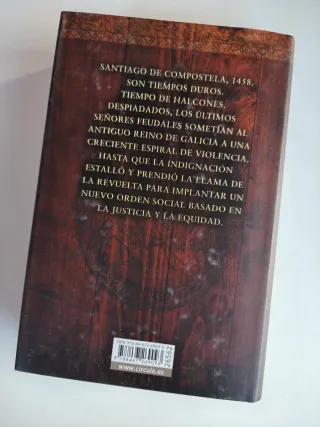 SANTIAGO DE COMPOSTELA, 1458.
SON TIEMPOS DUROS.
TIEMPO DE HALCONES.
DESPIADADOS, LOS ÚLTIMOS
SEÑORES FEUDALES SOMETÍAN AL
ANTIGUO REINO DE GALICIA A UNA
CRECIENTE ESPIRAL DE VIOLENCIA.
HASTA QUE LA INDIGNACIÓN
ESTALLÓ Y PRENDIÓ LA LLAMA DE
LA REVUELTA PARA IMPLANTAR UN
NUEVO ORDEN SOCIAL BASADO EN
LA JUSTICIA Y LA EQUIDAD.
26562
www.circulo.es